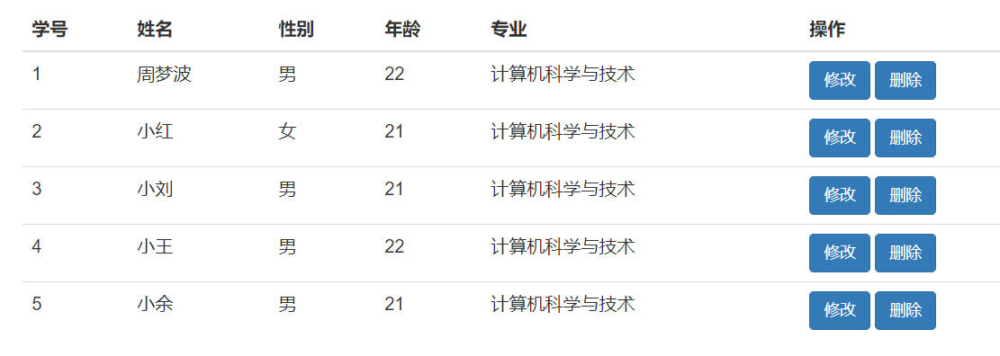 学号 姓名 性别 年龄 专业 操作
1 周梦波 男 22 计算机科学与技术 修改 删除
2 小红 女 21 计算机科学与技术 修改 删除
3 小刘 男 21 计算机科学与技术 修改 删除
4 小王 男 22 计算机科学与技术 修改 删除
5 小余 男 21 计算机科学与技术 修改 删除